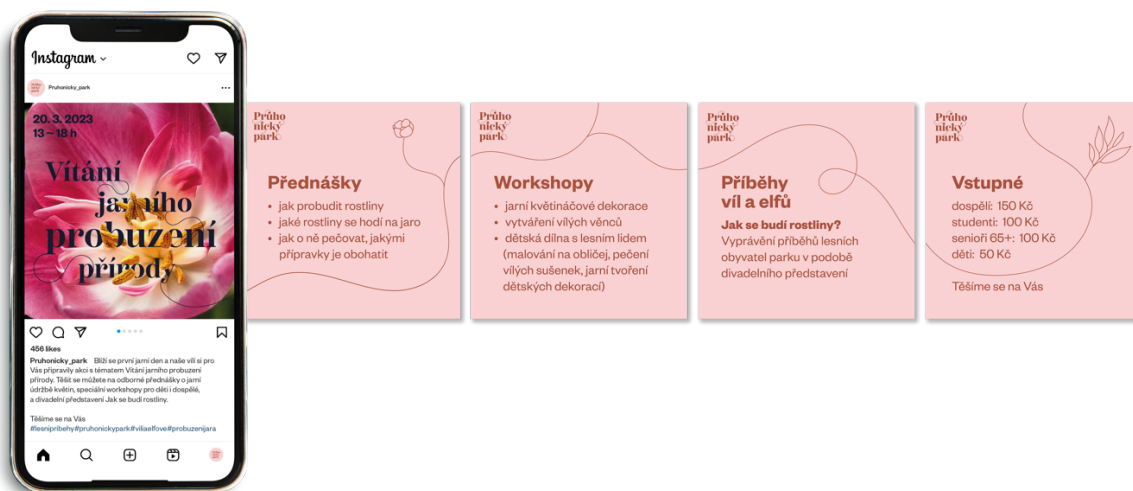 Instagram
Pruhonicky_park
20. 3. 2023
13 – 18 h
Vítání
jarního
probuzení
přírody
456 likes
Pruhonicky_park Blíží se první jarní den a naše víli si pro
Vás připravily akci s tématem Vítání jarního probuzení
přírody. Těšit se můžete na odborné přednášky o jarní
údržbě květin, speciální workshopy pro děti i dospělé,
a divadelní představení Jak se budí rostliny.
Těšíme se na Vás
#lesnipribehy#pruhonickypark#viliaelfove#probuzenijara
Průho
nický
park
Přednášky
• jak probudit rostliny
• jaké rostliny se hodí na jaro
• jak o ně pečovat, jakými
přípravky je obohatit
Průho
nický
park
Workshopy
• jarní květináčové dekorace
• vytváření vílých věnců
• dětská dílna s lesním lidem
(malování na obličej, pečení
vílých sušenek, jarní tvoření
dětských dekorací)
Průho
nický
park
Příběhy
víl a elfů
Jak se budí rostliny?
Vyprávění příběhů lesních
obyvatel parku v podobě
divadelního představení
Průho
nický
park
Vstupné
dospělí: 150 Kč
studenti: 100 Kč
senioři 65+: 100 Kč
děti: 50 Kč
Těšíme se na Vás